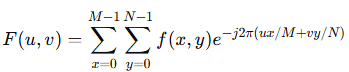 F(u, v) = \sum_{x=0}^{M-1} \sum_{y=0}^{N-1} f(x, y) e^{-j2\pi(ux/M+vy/N)}